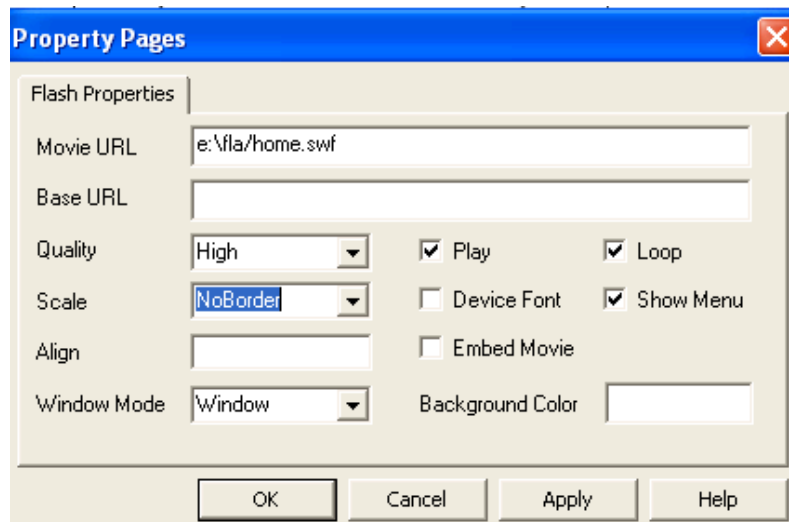 Property Pages
Flash Properties
Movie URL e:\fla/home.swf
Base URL
Quality High Play Loop
Scale NoBorder Device Font Show Menu
Align Embed Movie
Window Mode Window Background Color
OK Cancel Apply Help